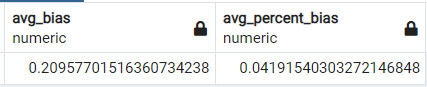 avg_bias avg_percent_bias
numeric numeric
0.20957701516360734238 0.04191540303272146848